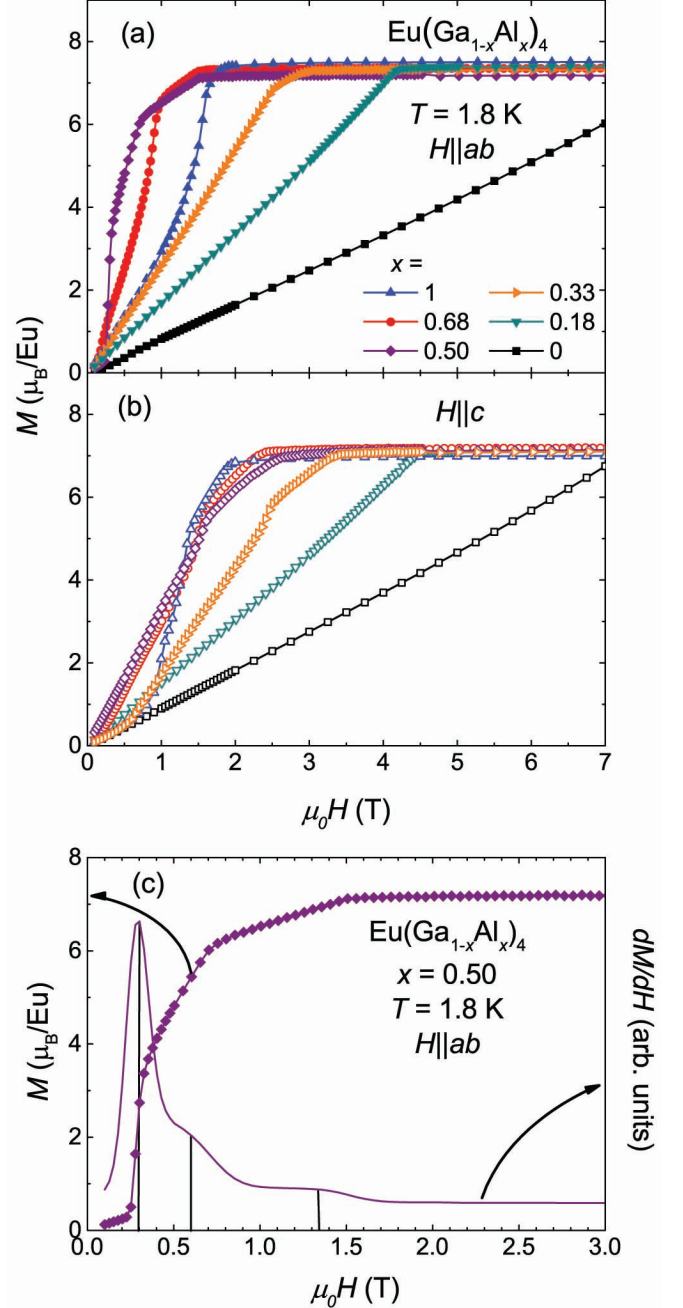 (a)
Eu(Ga1-xAlx)4
T = 1.8 K
H||ab
x =
1
0.33
0.68
0.18
0.50
0
8
6
4
2
0
M (μB/Eu)
(b)
H||c
8
6
4
2
0
0 1 2 3 4 5 6 7
μ0H (T)
(c)
Eu(Ga1-xAlx)4
x = 0.50
T = 1.8 K
H||ab
8
6
4
2
0
M (μB/Eu)
dM/dH (arb. units)
0.0 0.5 1.0 1.5 2.0 2.5 3.0
μ0H (T)